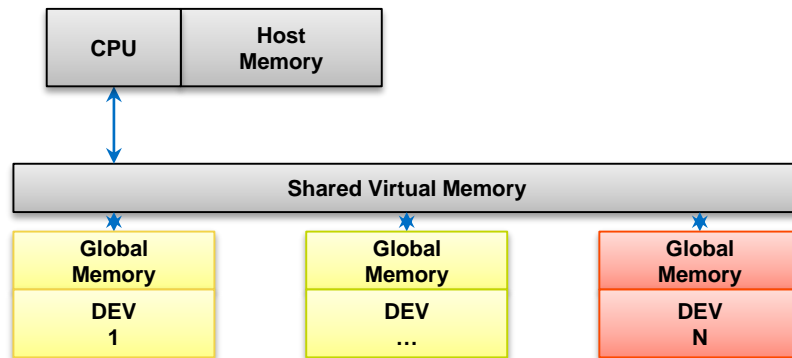 CPU
Host
Memory
Shared Virtual Memory
Global
Memory
DEV
1
Global
Memory
DEV
…
Global
Memory
DEV
N